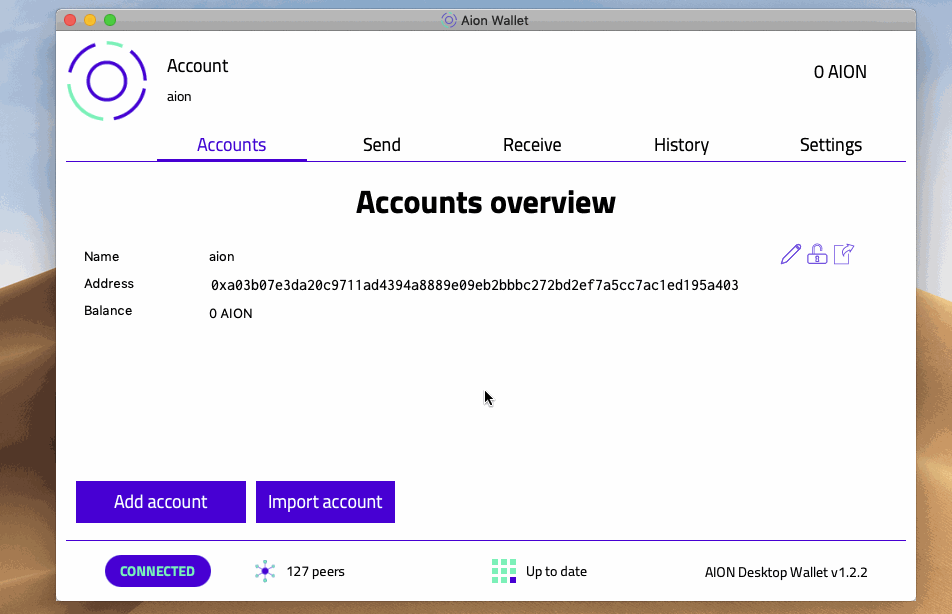 Aion Wallet
Account
aion
0 AION
Accounts
Send
Receive
History
Settings
Accounts overview
Name
aion
Address
0xa03b07e3da20c9711ad4394a8889e09eb2bbbc272bd2ef7a5cc7ac1ed195a403
Balance
0 AION
Add account
Import account
CONNECTED
127 peers
Up to date
AION Desktop Wallet v1.2.2